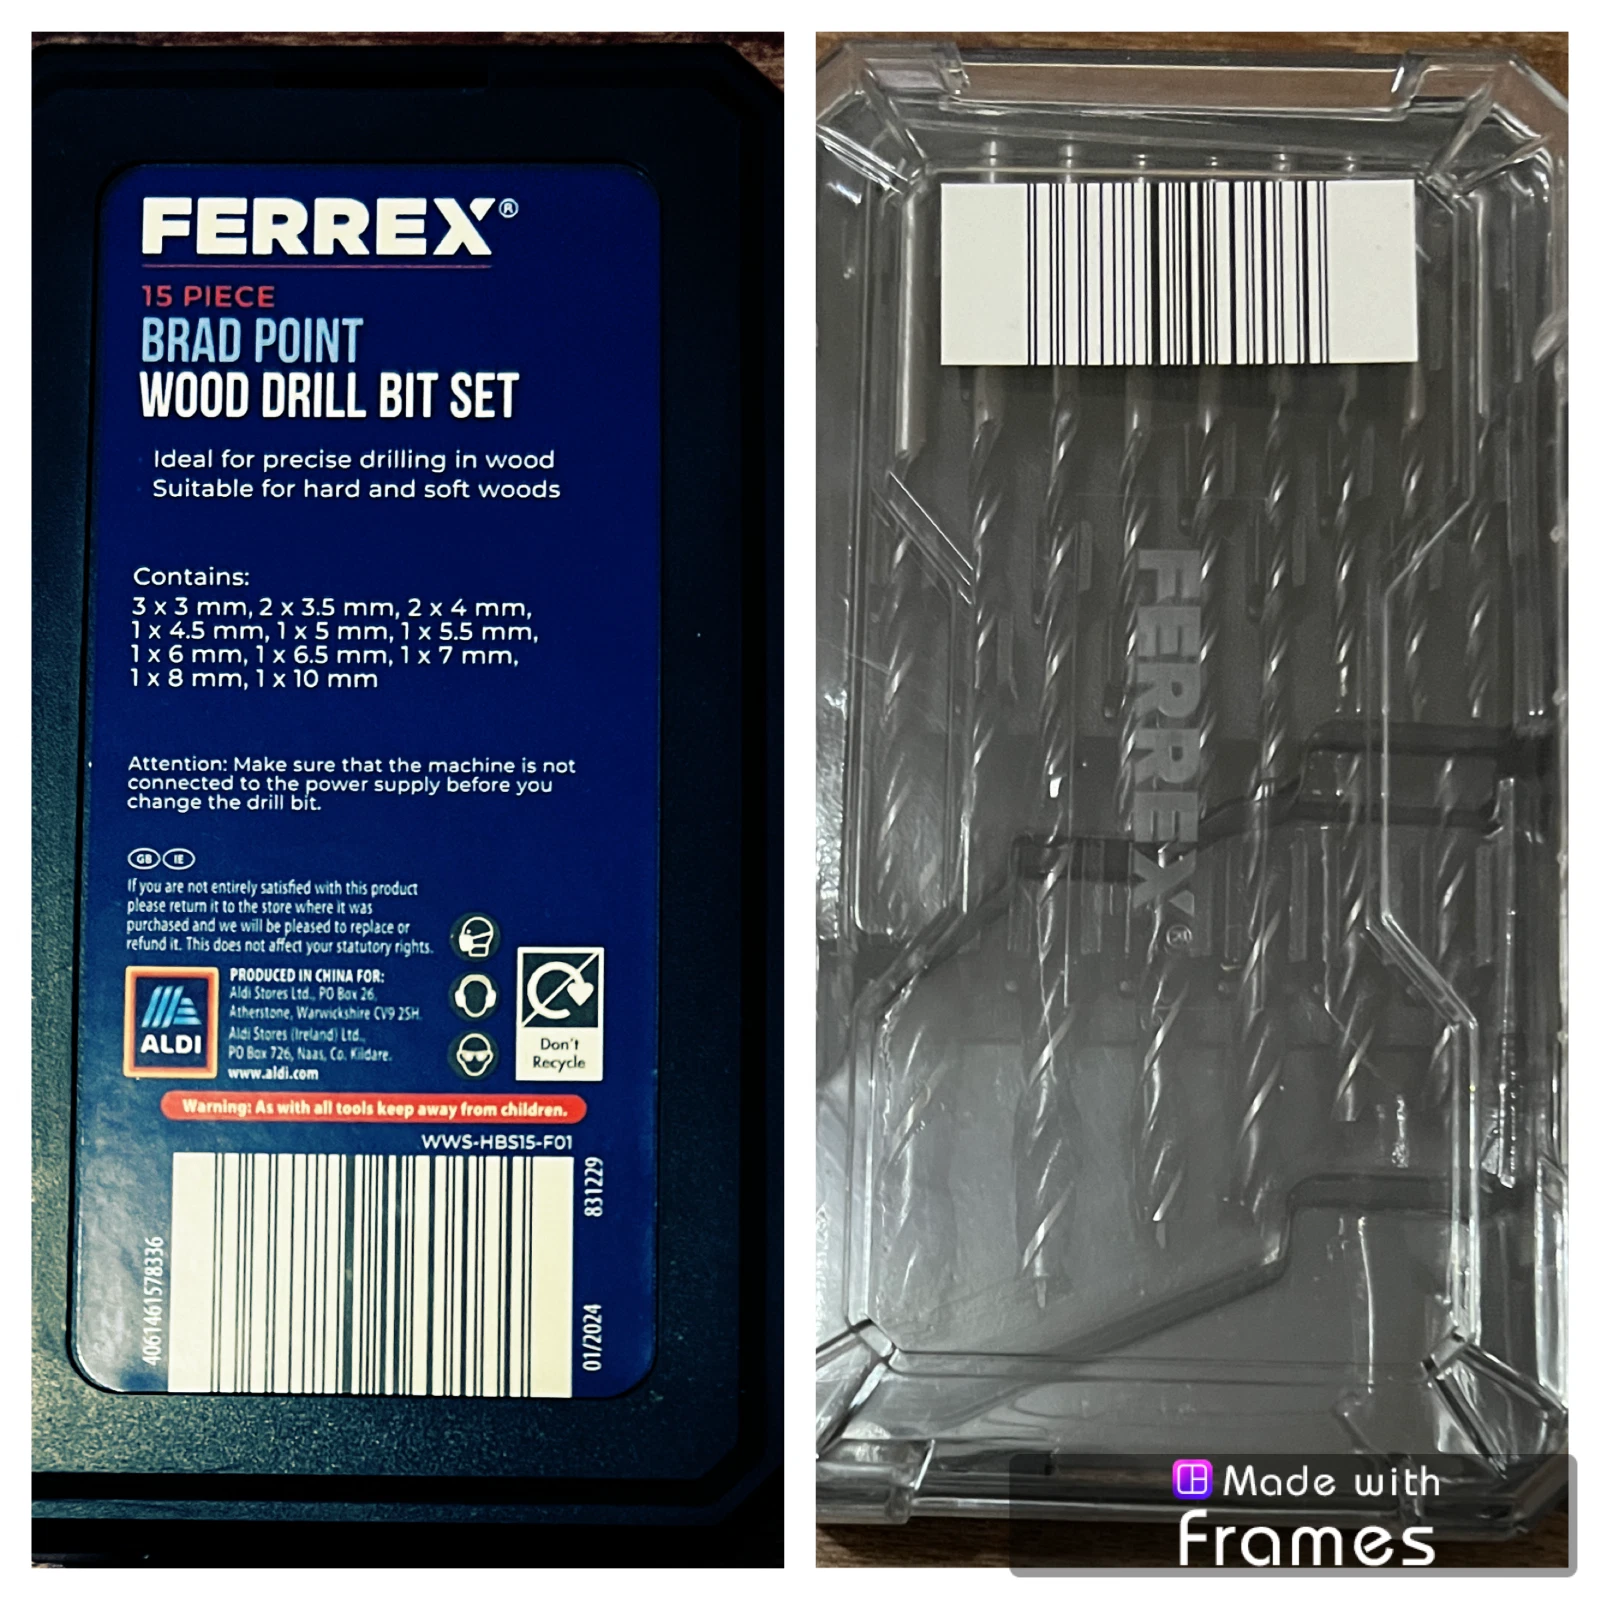 FERREX®
15 PIECE
BRAD POINT
WOOD DRILL BIT SET
Ideal for precise drilling in wood
Suitable for hard and soft woods
Contains:
3 x 3 mm, 2 x 3.5 mm, 2 x 4 mm,
1 x 4.5 mm, 1 x 5 mm, 1 x 5.5 mm,
1 x 6 mm, 1 x 6.5 mm, 1 x 7 mm,
1 x 8 mm, 1 x 10 mm
Attention: Make sure that the machine is not
connected to the power supply before you
change the drill bit.
GB IE
If you are not entirely satisfied with this product
please return it to the store where it was
purchased and we will be pleased to replace or
refund it. This does not affect your statutory rights.
ALDI
PRODUCED IN CHINA FOR:
Aldi Stores Ltd., PO Box 26,
Atherstone, Warwickshire CV9 2SH.
Aldi Stores (Ireland) Ltd.,
PO Box 726, Naas, Co. Kildare.
www.aldi.com
Don't
Recycle
Warning: As with all tools keep away from children.
WWS-HBS15-F01
4061461578336
831229
01/2024
FERREX®
Made with
Frames